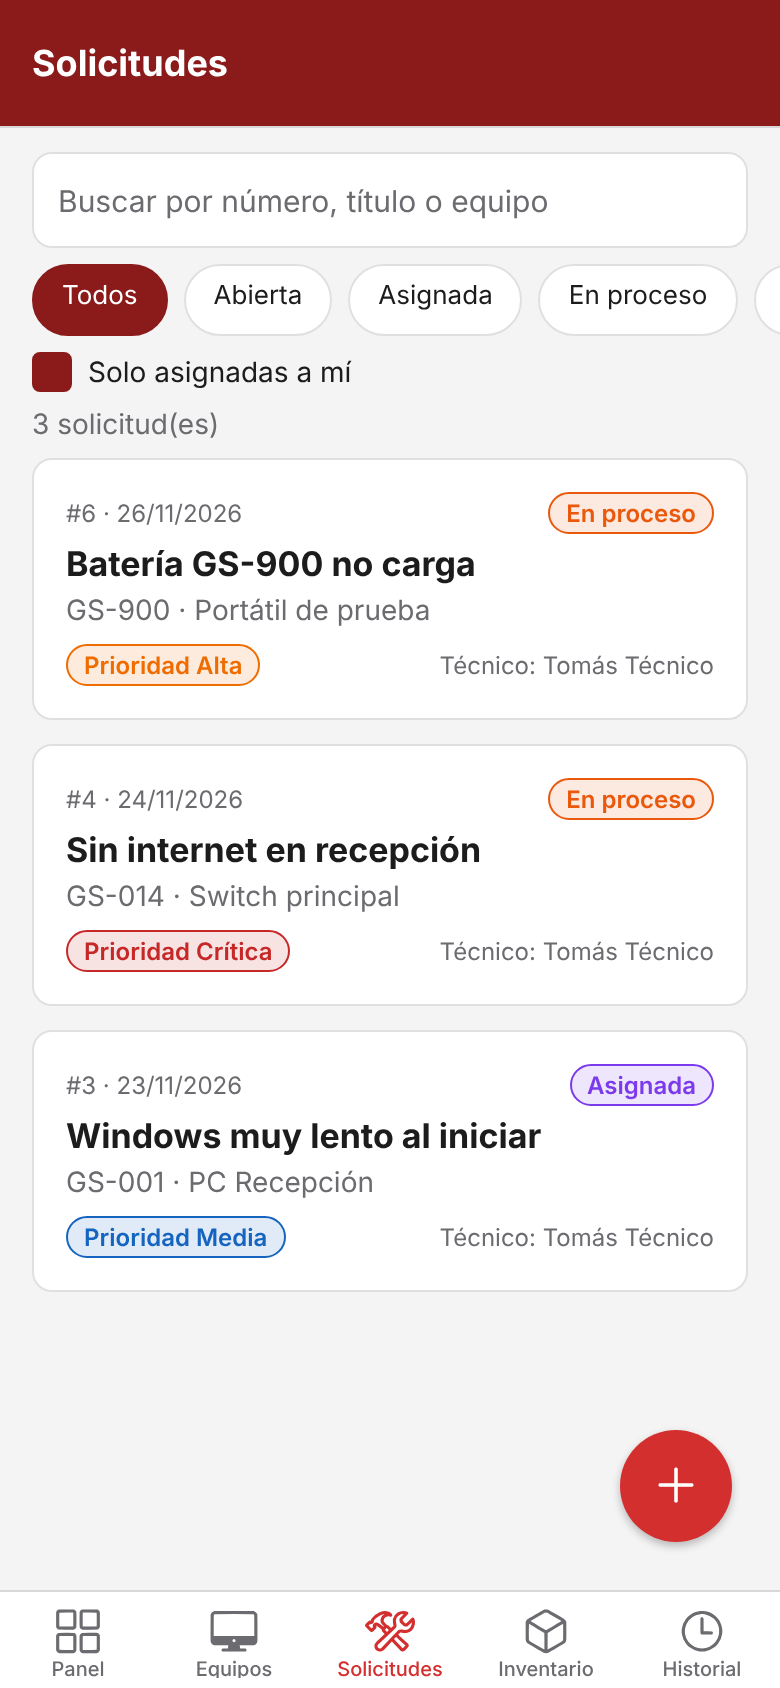 Solicitudes
Buscar por número, título o equipo
Todos
Abierta
Asignada
En proceso
Solo asignadas a mí
3 solicitud(es)
#6 · 26/11/2026
En proceso
Batería GS-900 no carga
GS-900 · Portátil de prueba
Prioridad Alta
Técnico: Tomás Técnico
#4 · 24/11/2026
En proceso
Sin internet en recepción
GS-014 · Switch principal
Prioridad Crítica
Técnico: Tomás Técnico
#3 · 23/11/2026
Asignada
Windows muy lento al iniciar
GS-001 · PC Recepción
Prioridad Media
Técnico: Tomás Técnico
Panel
Equipos
Solicitudes
Inventario
Historial